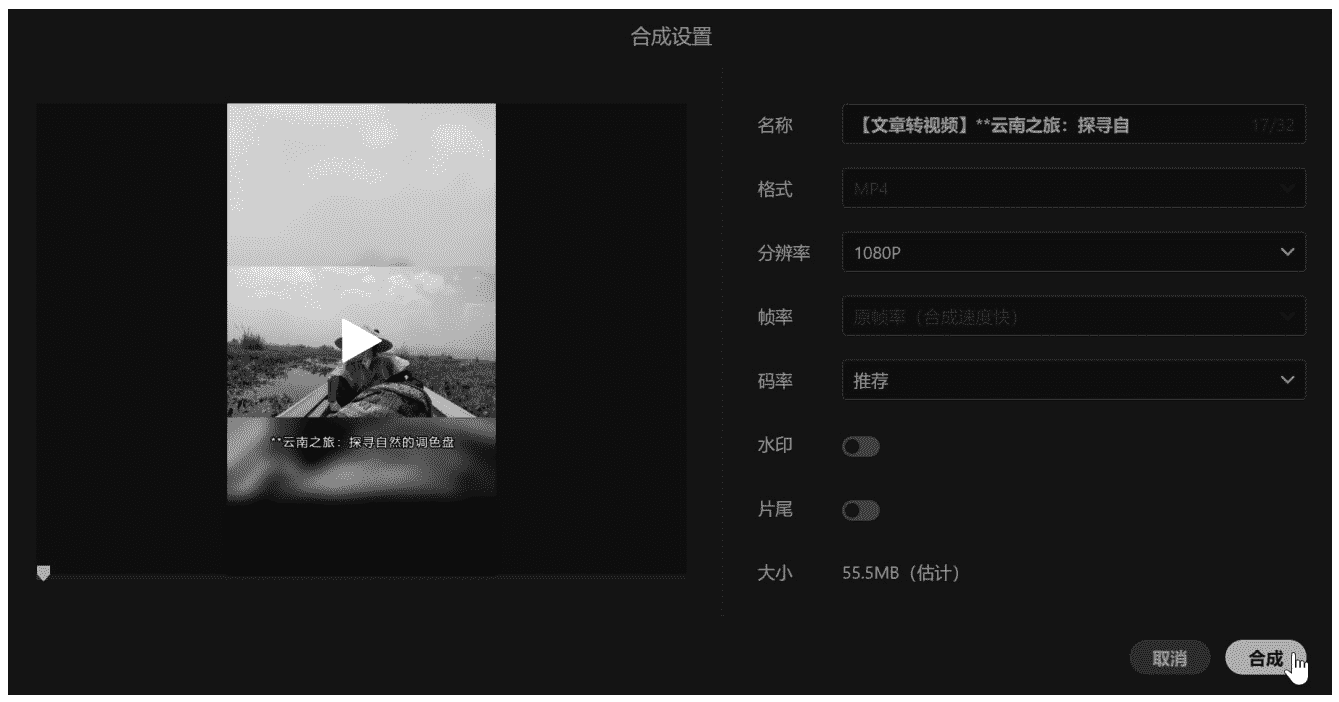 合成设置
**云南之旅：探寻自然的调色盘
名称
【文章转视频】**云南之旅：探寻自
17/32
格式
MP4
分辨率
1080P
帧率
原帧率（合成速度快）
码率
推荐
水印
片尾
大小
55.5MB（估计）
取消
合成